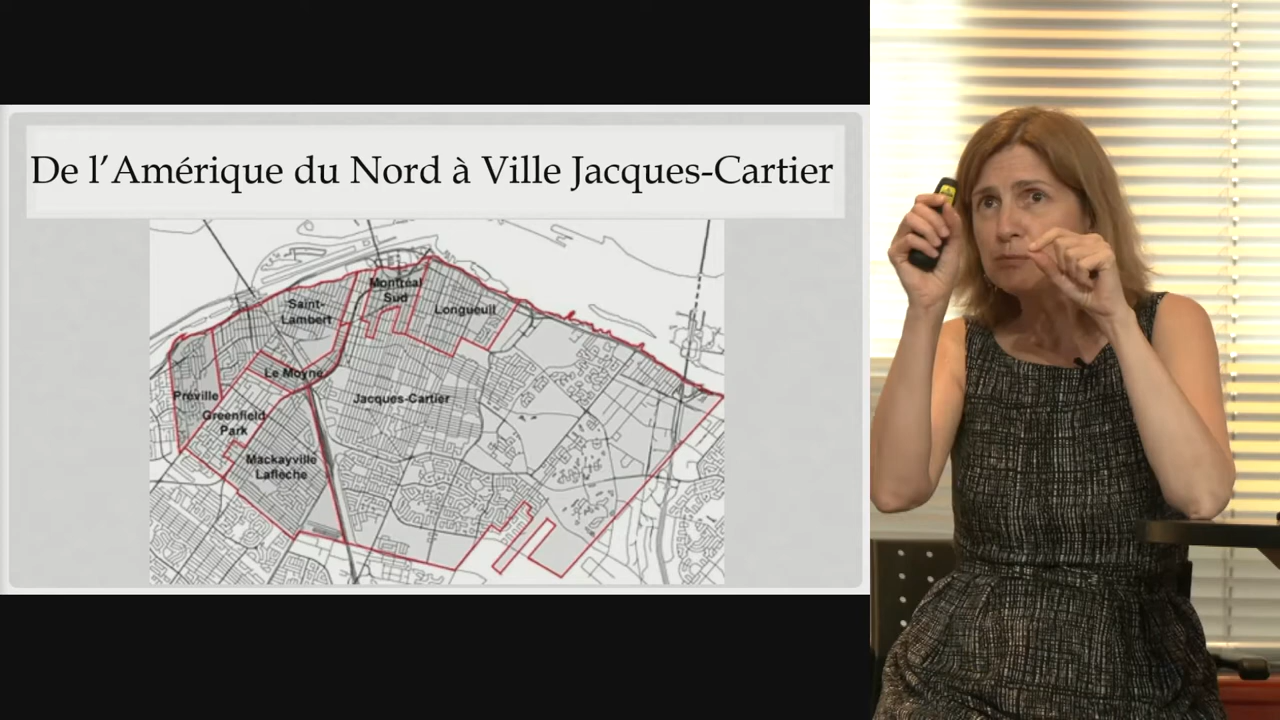 De l’Amérique du Nord à Ville Jacques-Cartier
Montréal
Sud
Saint-
Lambert
Longueuil
Le Moyne
Préville
Jacques-Cartier
Greenfield
Park
Mackayville
Laflèche